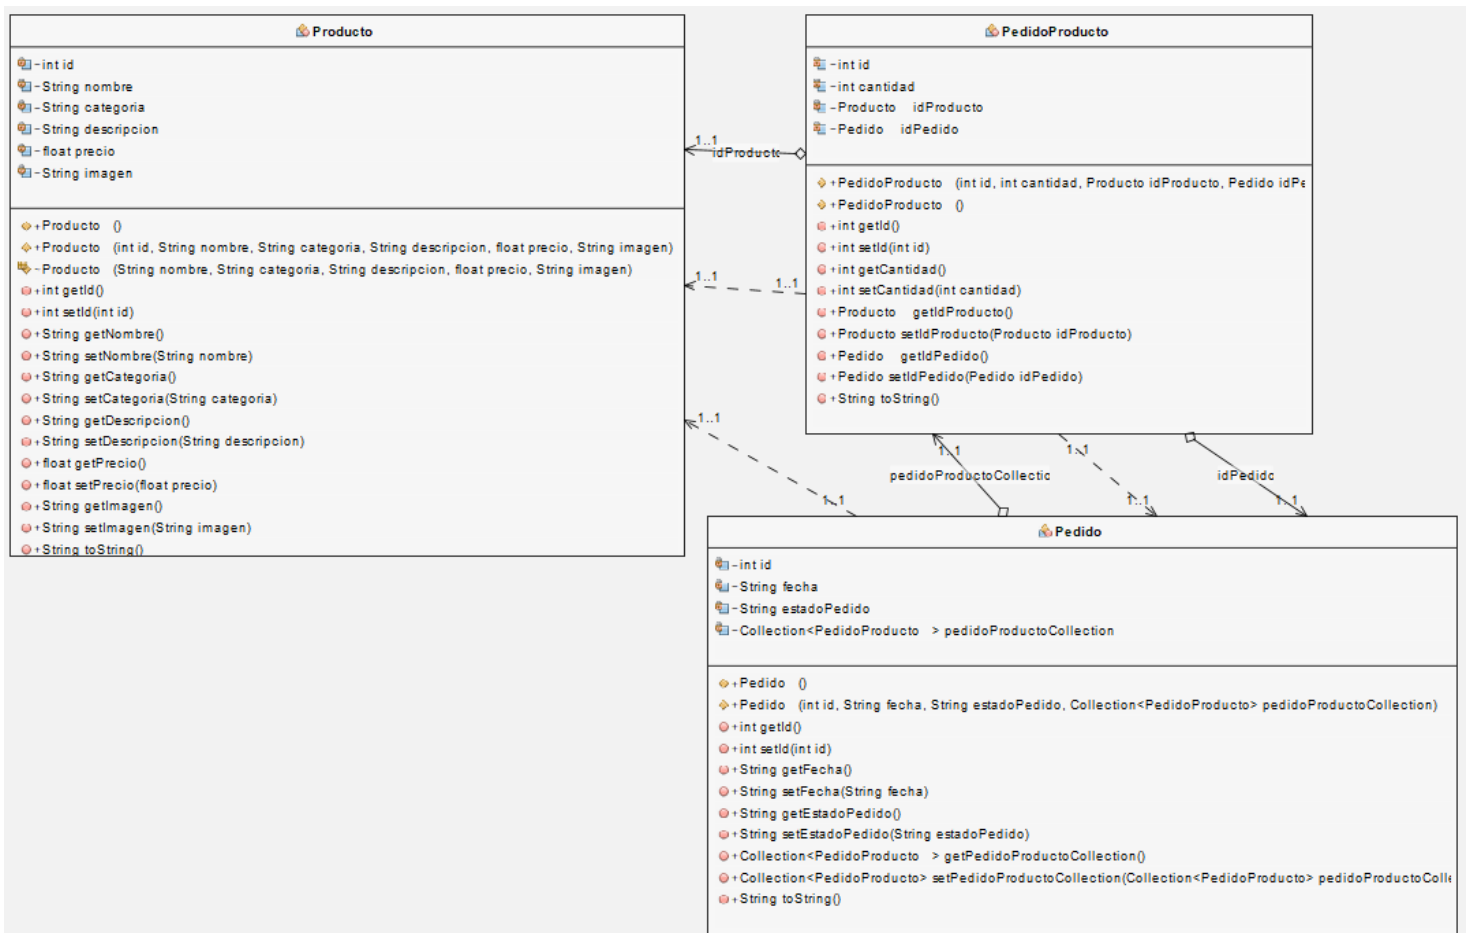 Producto
-int id
-String nombre
-String categoria
-String descripcion
-float precio
-String imagen
+Producto ()
+Producto (int id, String nombre, String categoria, String descripcion, float precio, String imagen)
-Producto (String nombre, String categoria, String descripcion, float precio, String imagen)
+int getId()
+int setId(int id)
+String getNombre()
+String setNombre(String nombre)
+String getCategoria()
+String setCategoria(String categoria)
+String getDescripcion()
+String setDescripcion(String descripcion)
+float getPrecio()
+float setPrecio(float precio)
+String getImagen()
+String setImagen(String imagen)
+String toString()
1..1
idProducto
1..1
1..1
1..1
1..1
PedidoProducto
-int id
-int cantidad
-Producto idProducto
-Pedido idPedido
+PedidoProducto (int id, int cantidad, Producto idProducto, Pedido idPe
+PedidoProducto ()
+int getId()
+int setId(int id)
+int getCantidad()
+int setCantidad(int cantidad)
+Producto getIdProducto()
+Producto setIdProducto(Producto idProducto)
+Pedido getIdPedido()
+Pedido setIdPedido(Pedido idPedido)
+String toString()
1..1
1..1
pedidoProductoCollectic
idPedido
1..1
1..1
Pedido
-int id
-String fecha
-String estadoPedido
-Collection<PedidoProducto > pedidoProductoCollection
+Pedido ()
+Pedido (int id, String fecha, String estadoPedido, Collection<PedidoProducto> pedidoProductoCollection)
+int getId()
+int setId(int id)
+String getFecha()
+String setFecha(String fecha)
+String getEstadoPedido()
+String setEstadoPedido(String estadoPedido)
+Collection<PedidoProducto > getPedidoProductoCollection()
+Collection<PedidoProducto> setPedidoProductoCollection(Collection<PedidoProducto> pedidoProductoColle
+String toString()